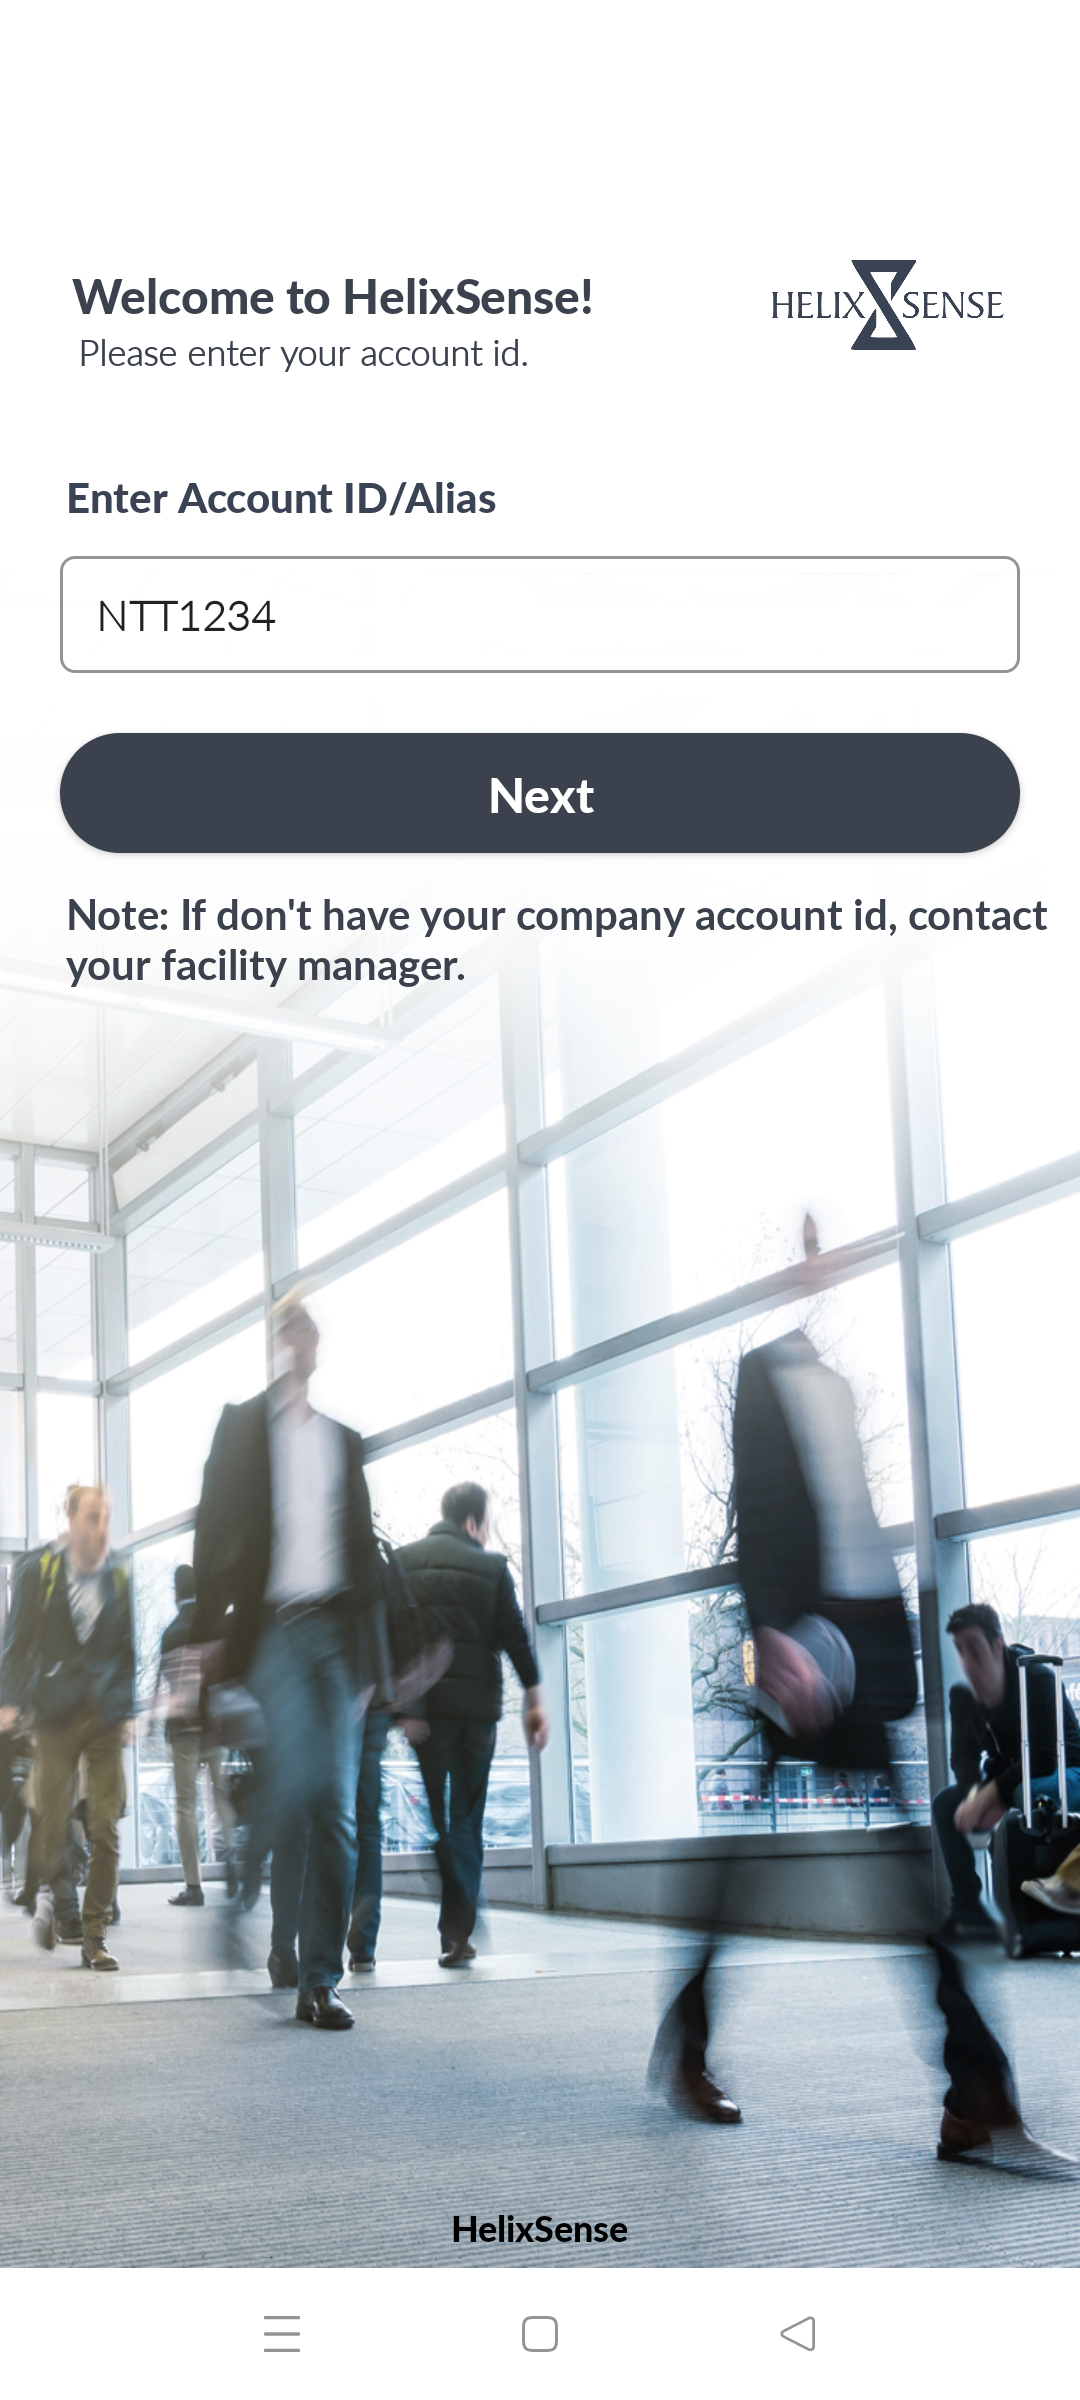 Welcome to HelixSense!
HELIX SENSE
Please enter your account id.
Enter Account ID/Alias
NTT1234
Next
Note: If don't have your company account id, contact
your facility manager.
HelixSense